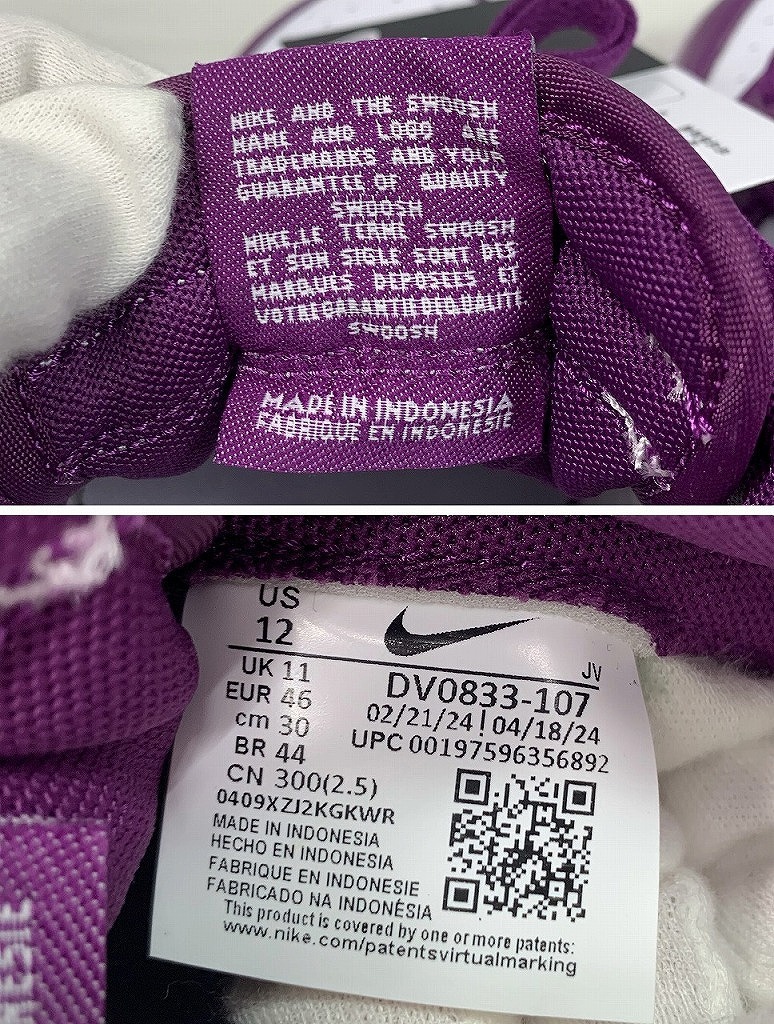 NIKE AND THE SWOOSH
NAME AND LOGO ARE
TRADEMARKS AND YOUR
GUARANTEE OF QUALITY
SWOOSH
NIKE,LE TERME SWOOSH
ET SON SIGLE SONT DES
MARQUES DEPOSEES ET
VOTREGARANTIEDEQUALITE
SWOOSH
MADE IN INDONESIA
FABRIQUE EN INDONESIE
US
12
JV
UK 11
DV0833-107
EUR 46
02/21/24|04/18/24
cm 30
UPC 00197596356892
BR 44
CN 300(2.5)
0409XZJ2KGKWR
MADE IN INDONESIA
HECHO EN INDONESIA
FABRIQUE EN INDONESIE
FABRICADO NA INDONÉSIA
This product is covered by one or more patents:
www.nike.com/patentsvirtualmarking